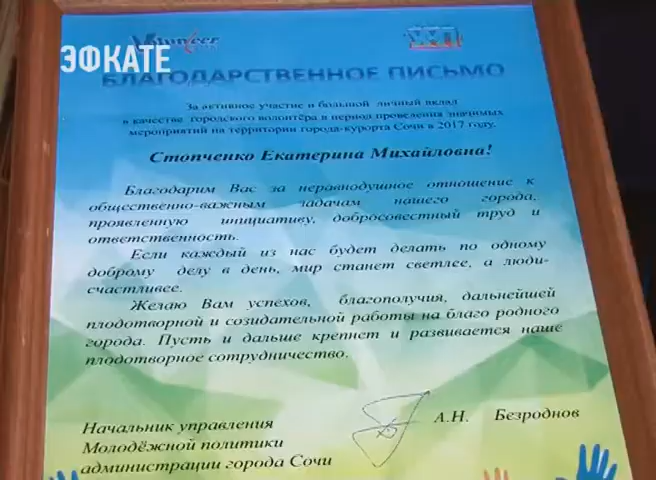 Volunteer
ЭФКАТЕ
БЛАГОДАРСТВЕННОЕ ПИСЬМО
За активное участие и большой личный вклад
в качестве городского волонтёра в период проведения значимых
мероприятий на территории города-курорта Сочи в 2017 году.
Стопченко Екатерина Михайловна!
Благодарим Вас за неравнодушное отношение к
общественно-важным задачам нашего города,
проявленную инициативу, добросовестный труд и
ответственность.
Если каждый из нас будет делать по одному
доброму делу в день, мир станет светлее, а люди-
счастливее.
Желаю Вам успехов, благополучия, дальнейшей
плодотворной и созидательной работы на благо родного
города. Пусть и дальше крепнет и развивается наше
плодотворное сотрудничество.
Начальник управления
Молодёжной политики
администрации города Сочи
А.Н. Безроднов